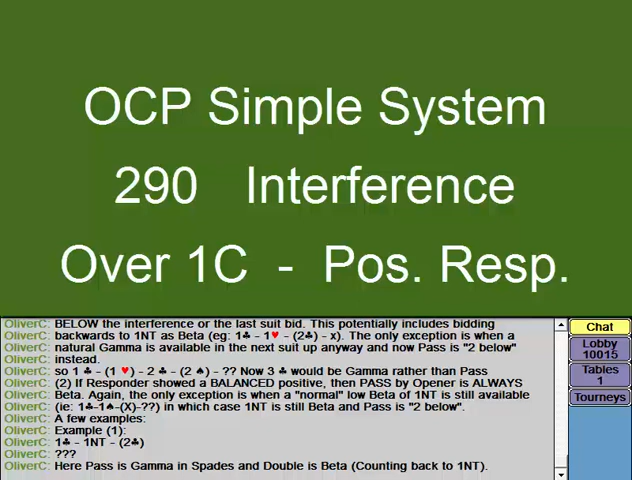 OCP Simple System
290 Interference
Over 1C - Pos. Resp.
OliverC: BELOW the interference or the last suit bid. This potentially includes bidding
OliverC: backwards to 1NT as Beta (eg: 1♣ - 1♥ - (2♣) - x). The only exception is when a
OliverC: natural Gamma is available in the next suit up anyway and now Pass is "2 below"
OliverC: instead.
OliverC: so 1 ♣ - (1 ♥) - 2 ♣ - (2 ♠) - ?? Now 3 ♣ would be Gamma rather than Pass
OliverC: (2) If Responder showed a BALANCED positive, then PASS by Opener is ALWAYS
OliverC: Beta. Again, the only exception is when a "normal" low Beta of 1NT is still available
OliverC: (ie: 1♣-1♠-(X)-??) in which case 1NT is still Beta and Pass is "2 below".
OliverC: A few examples:
OliverC: Example (1):
OliverC: 1♣ - 1NT - (2♣)
OliverC: ???
OliverC: Here Pass is Gamma in Spades and Double is Beta (Counting back to 1NT).
Chat
Lobby
10015
Tables
1
Tourneys